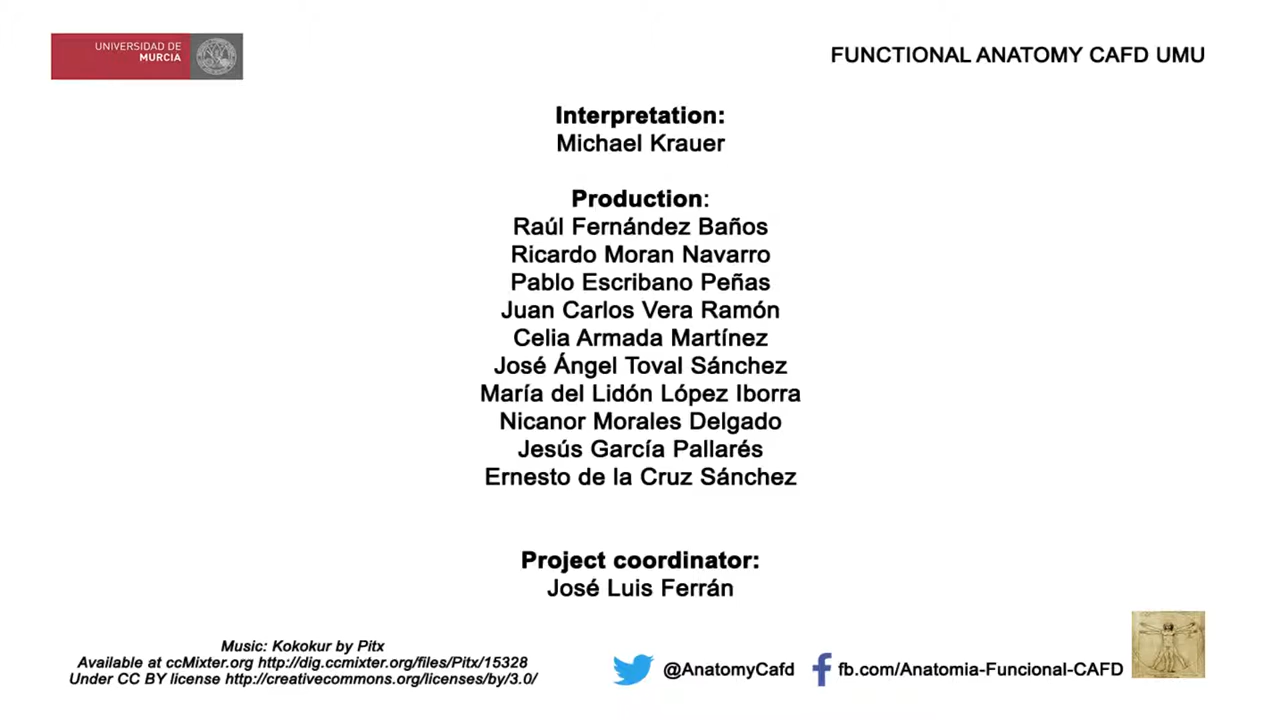 UNIVERSIDAD DE
MURCIA
FUNCTIONAL ANATOMY CAFD UMU
Interpretation:
Michael Krauer
Production:
Raúl Fernández Baños
Ricardo Moran Navarro
Pablo Escribano Peñas
Juan Carlos Vera Ramón
Celia Armada Martínez
José Ángel Toval Sánchez
María del Lidón López Iborra
Nicanor Morales Delgado
Jesús García Pallarés
Ernesto de la Cruz Sánchez
Project coordinator:
José Luis Ferrán
Music: Kokokur by Pitx
Available at ccMixter.org http://dig.ccmixter.org/files/Pitx/15328
Under CC BY license http://creativecommons.org/licenses/by/3.0/
@AnatomyCafd
fb.com/Anatomia-Funcional-CAFD